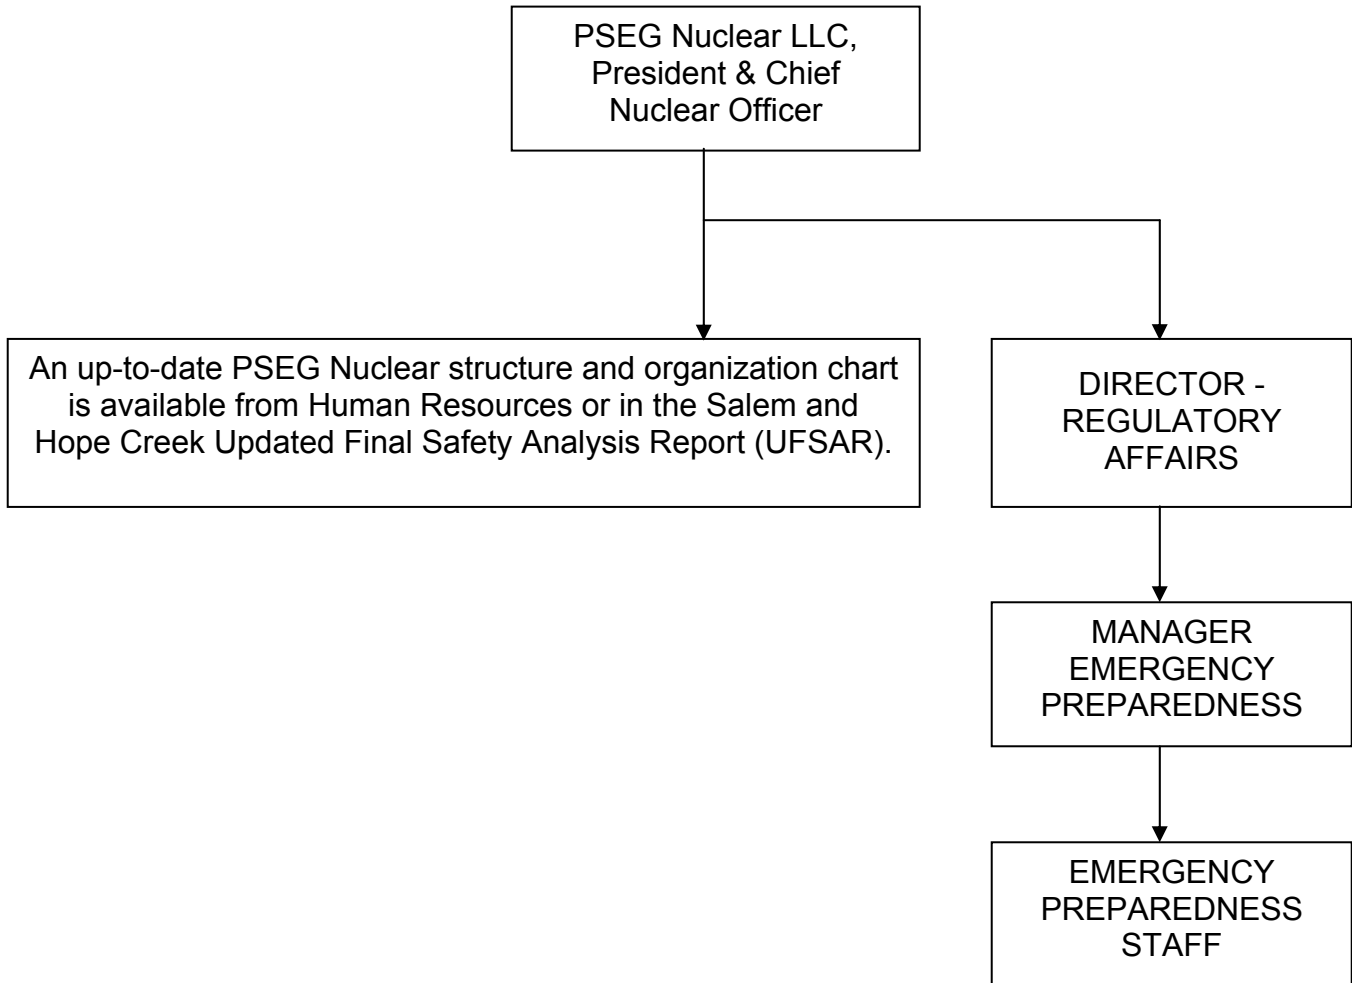 PSEG Nuclear LLC,
President & Chief
Nuclear Officer
An up-to-date PSEG Nuclear structure and organization chart
is available from Human Resources or in the Salem and
Hope Creek Updated Final Safety Analysis Report (UFSAR).
DIRECTOR -
REGULATORY
AFFAIRS
MANAGER
EMERGENCY
PREPAREDNESS
EMERGENCY
PREPAREDNESS
STAFF